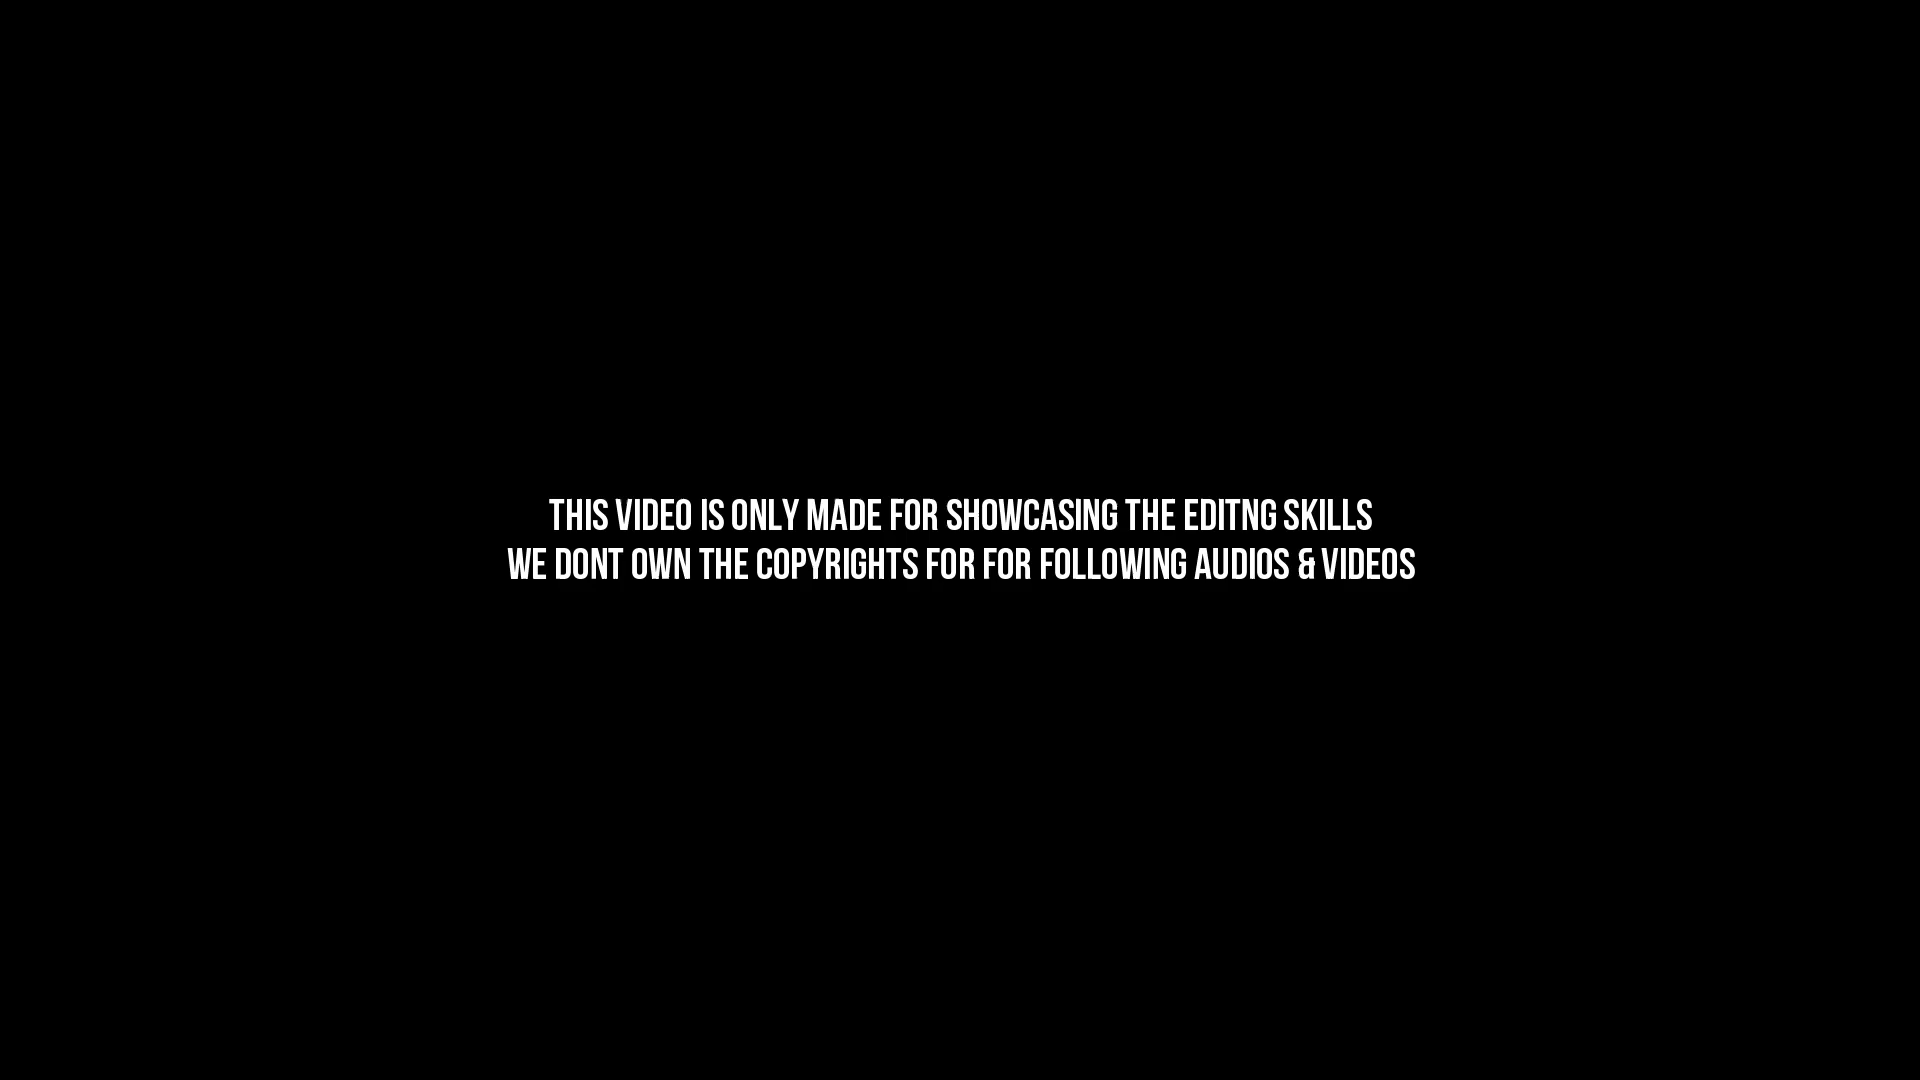 THIS VIDEO IS ONLY MADE FOR SHOWCASING THE EDITNG SKILLS
WE DONT OWN THE COPYRIGHTS FOR FOR FOLLOWING AUDIOS & VIDEOS